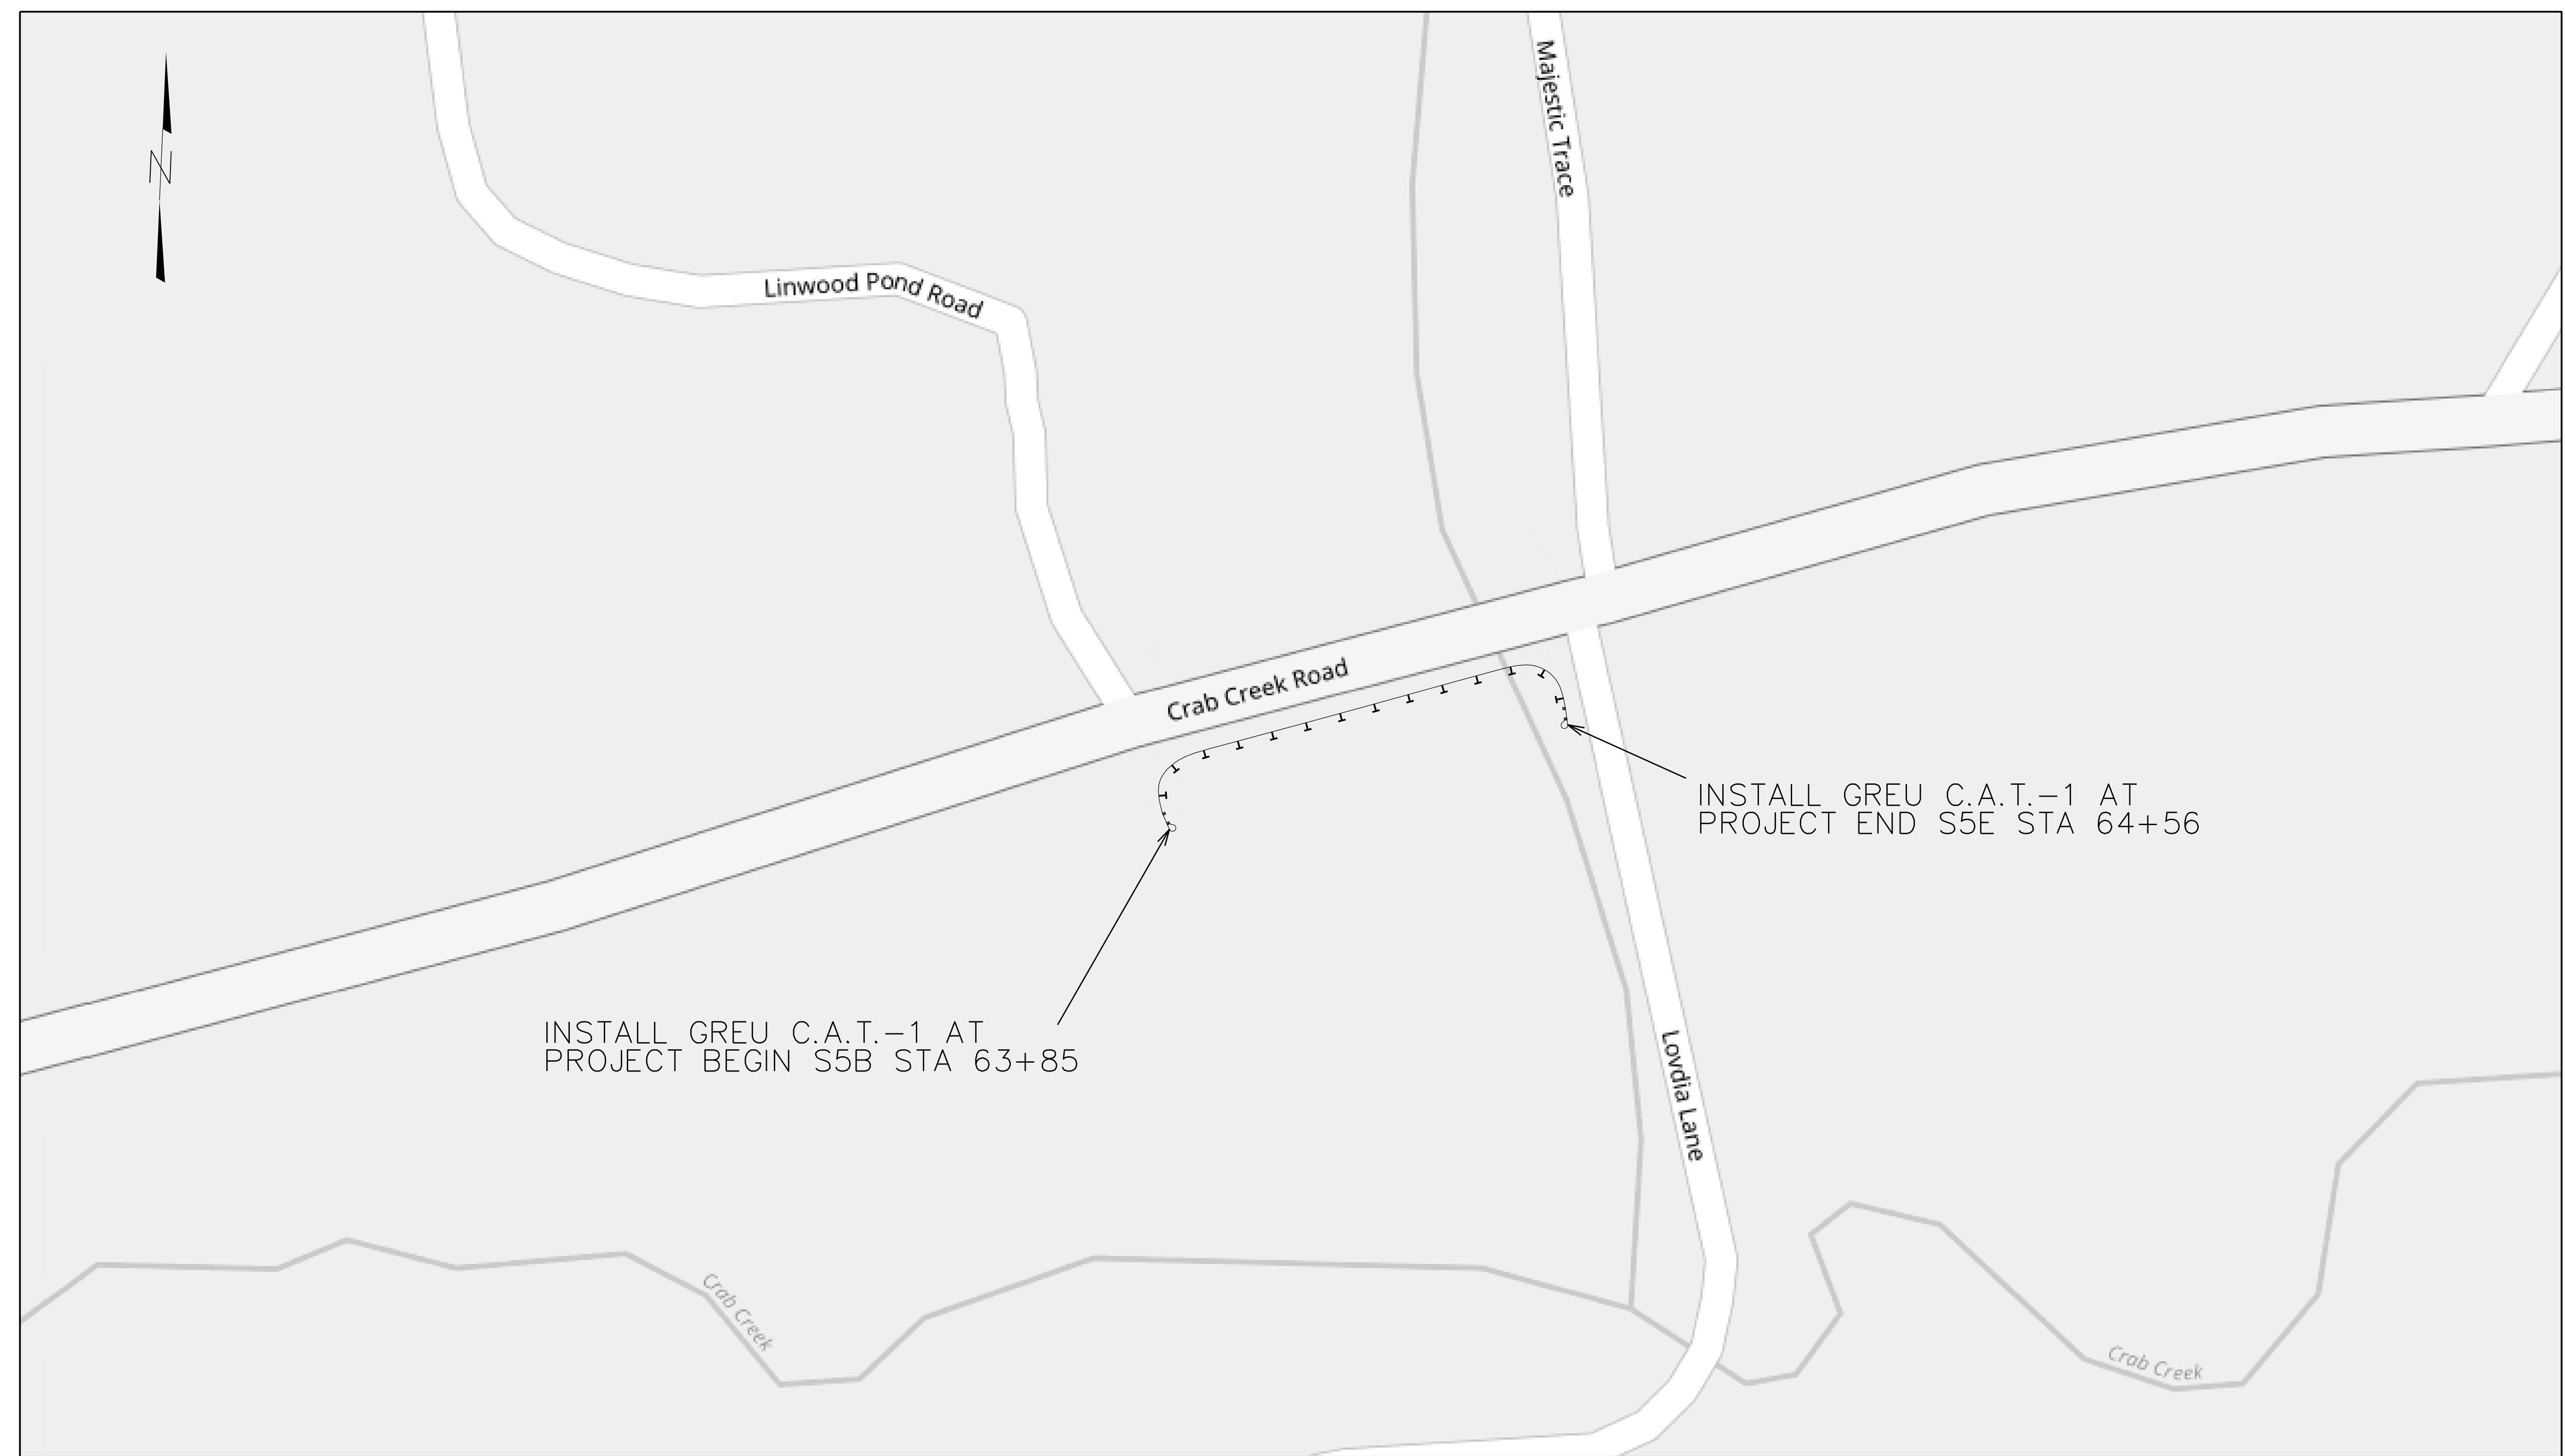 Majestic Trace
N
Linwood Pond Road
Crab Creek Road
INSTALL GREU C.A.T.-1 AT
PROJECT END S5E STA 64+56
INSTALL GREU C.A.T.-1 AT
PROJECT BEGIN S5B STA 63+85
Lovdia Lane
Crab Creek
Crab Creek